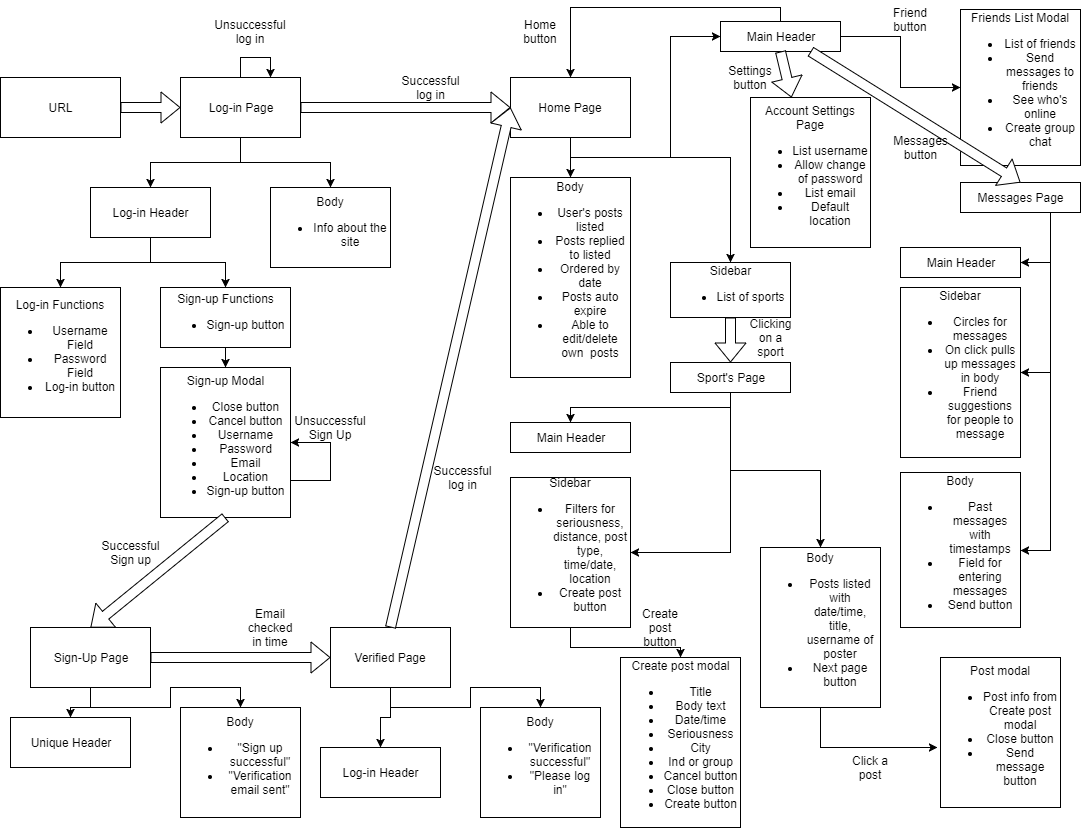 Unsuccessful
log in
Home
button
Main Header
Friend
button
Friends List Modal
List of friends
Send
messages to
friends
See who's
online
Create group
chat
URL
Log-in Page
Successful
log in
Home Page
Settings
button
Account Settings
Page
List username
Allow change
of password
List email
Default
location
Messages
button
Messages Page
Log-in Header
Body
Info about the
site
Body
User's posts
listed
Posts replied
to listed
Ordered by
date
Posts auto
expire
Able to
edit/delete
own posts
Sidebar
List of sports
Clicking
on a
sport
Sport's Page
Main Header
Sidebar
Circles for
messages
On click pulls
up messages
in body
Friend
suggestions
for people to
message
Body
Past
messages
with
timestamps
Field for
entering
messages
Send button
Log-in Functions
Username
Field
Password
Field
Log-in button
Sign-up Functions
Sign-up button
Sign-up Modal
Close button
Cancel button
Username
Password
Email
Location
Sign-up button
Unsuccessful
Sign Up
Successful
log in
Main Header
Sidebar
Filters for
seriousness,
distance, post
type,
time/date,
location
Create post
button
Body
Posts listed
with
date/time,
title,
username of
poster
Next page
button
Successful
Sign up
Sign-Up Page
Email
checked
in time
Verified Page
Create
post
button
Create post modal
Title
Body text
Date/time
Seriousness
City
Ind or group
Cancel button
Close button
Create button
Click a
post
Post modal
Post info from
Create post
modal
Close button
Send
message
button
Unique Header
Body
"Sign up
successful"
"Verification
email sent"
Log-in Header
Body
"Verification
successful"
"Please log
in"